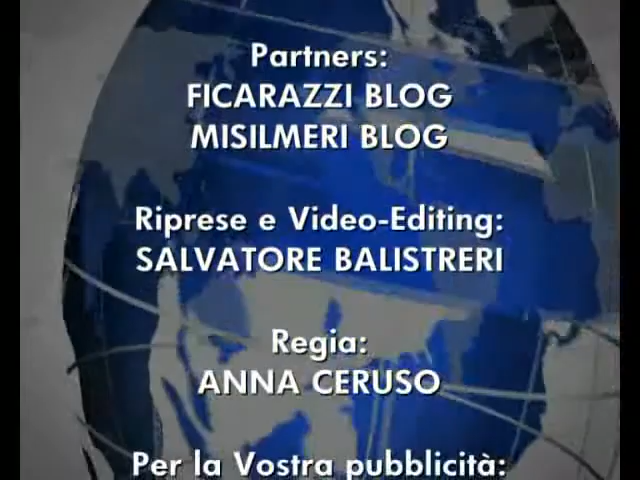 Partners:
FICARAZZI BLOG
MISILMERI BLOG
Riprese e Video-Editing:
SALVATORE BALISTRERI
Regia:
ANNA CERUSO
Per la Vostra pubblicità: